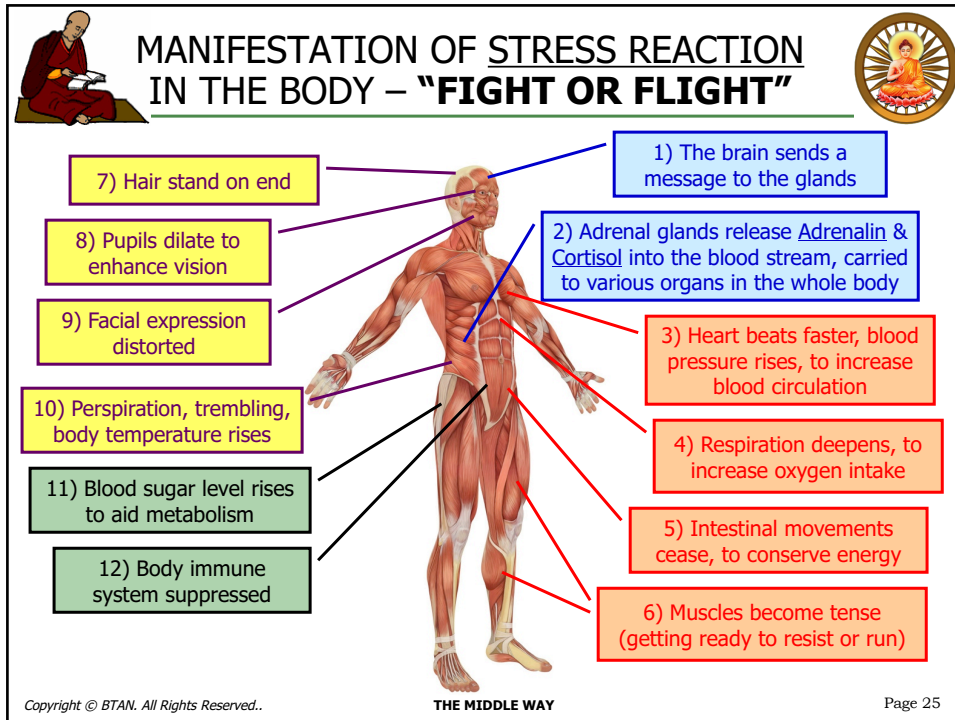 MANIFESTATION OF STRESS REACTION
IN THE BODY – “FIGHT OR FLIGHT”
1) The brain sends a
message to the glands
2) Adrenal glands release Adrenalin &
Cortisol into the blood stream, carried
to various organs in the whole body
3) Heart beats faster, blood
pressure rises, to increase
blood circulation
4) Respiration deepens, to
increase oxygen intake
5) Intestinal movements
cease, to conserve energy
6) Muscles become tense
(getting ready to resist or run)
7) Hair stand on end
8) Pupils dilate to
enhance vision
9) Facial expression
distorted
10) Perspiration, trembling,
body temperature rises
11) Blood sugar level rises
to aid metabolism
12) Body immune
system suppressed
Copyright © BTAN. All Rights Reserved..
THE MIDDLE WAY
Page 25